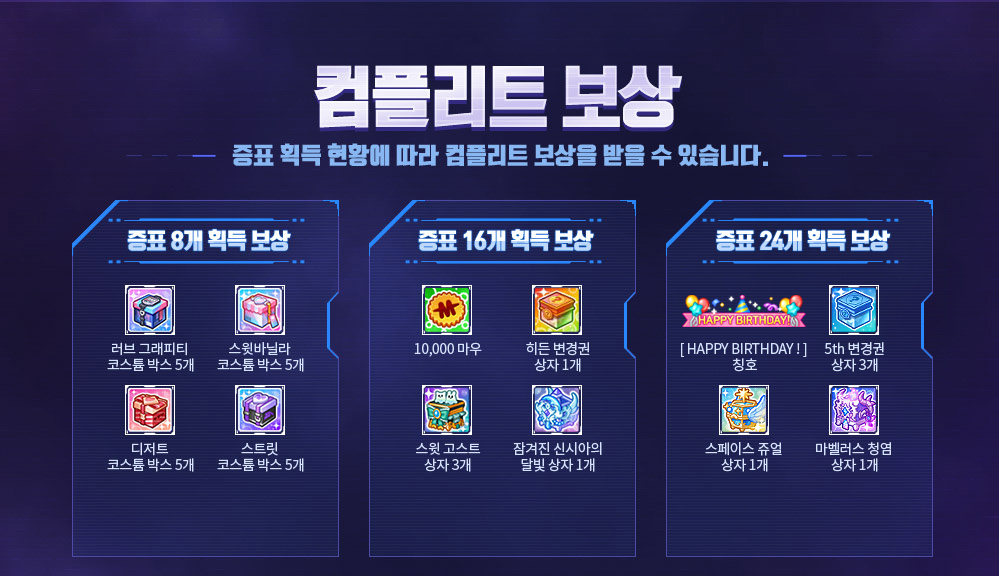 컴플리트 보상
증표 획득 현황에 따라 컴플리트 보상을 받을 수 있습니다.
증표 8개 획득 보상
러브 그래피티
코스튬 박스 5개
스윗바닐라
코스튬 박스 5개
디저트
코스튬 박스 5개
스트릿
코스튬 박스 5개
증표 16개 획득 보상
10,000 마우
히든 변경권
상자 1개
스윗 고스트
상자 3개
잠겨진 신시아의
달빛 상자 1개
증표 24개 획득 보상
HAPPY BIRTHDAY!
[ HAPPY BIRTHDAY ! ]
칭호
5th 변경권
상자 3개
스페이스 쥬얼
상자 1개
마벨러스 청염
상자 1개